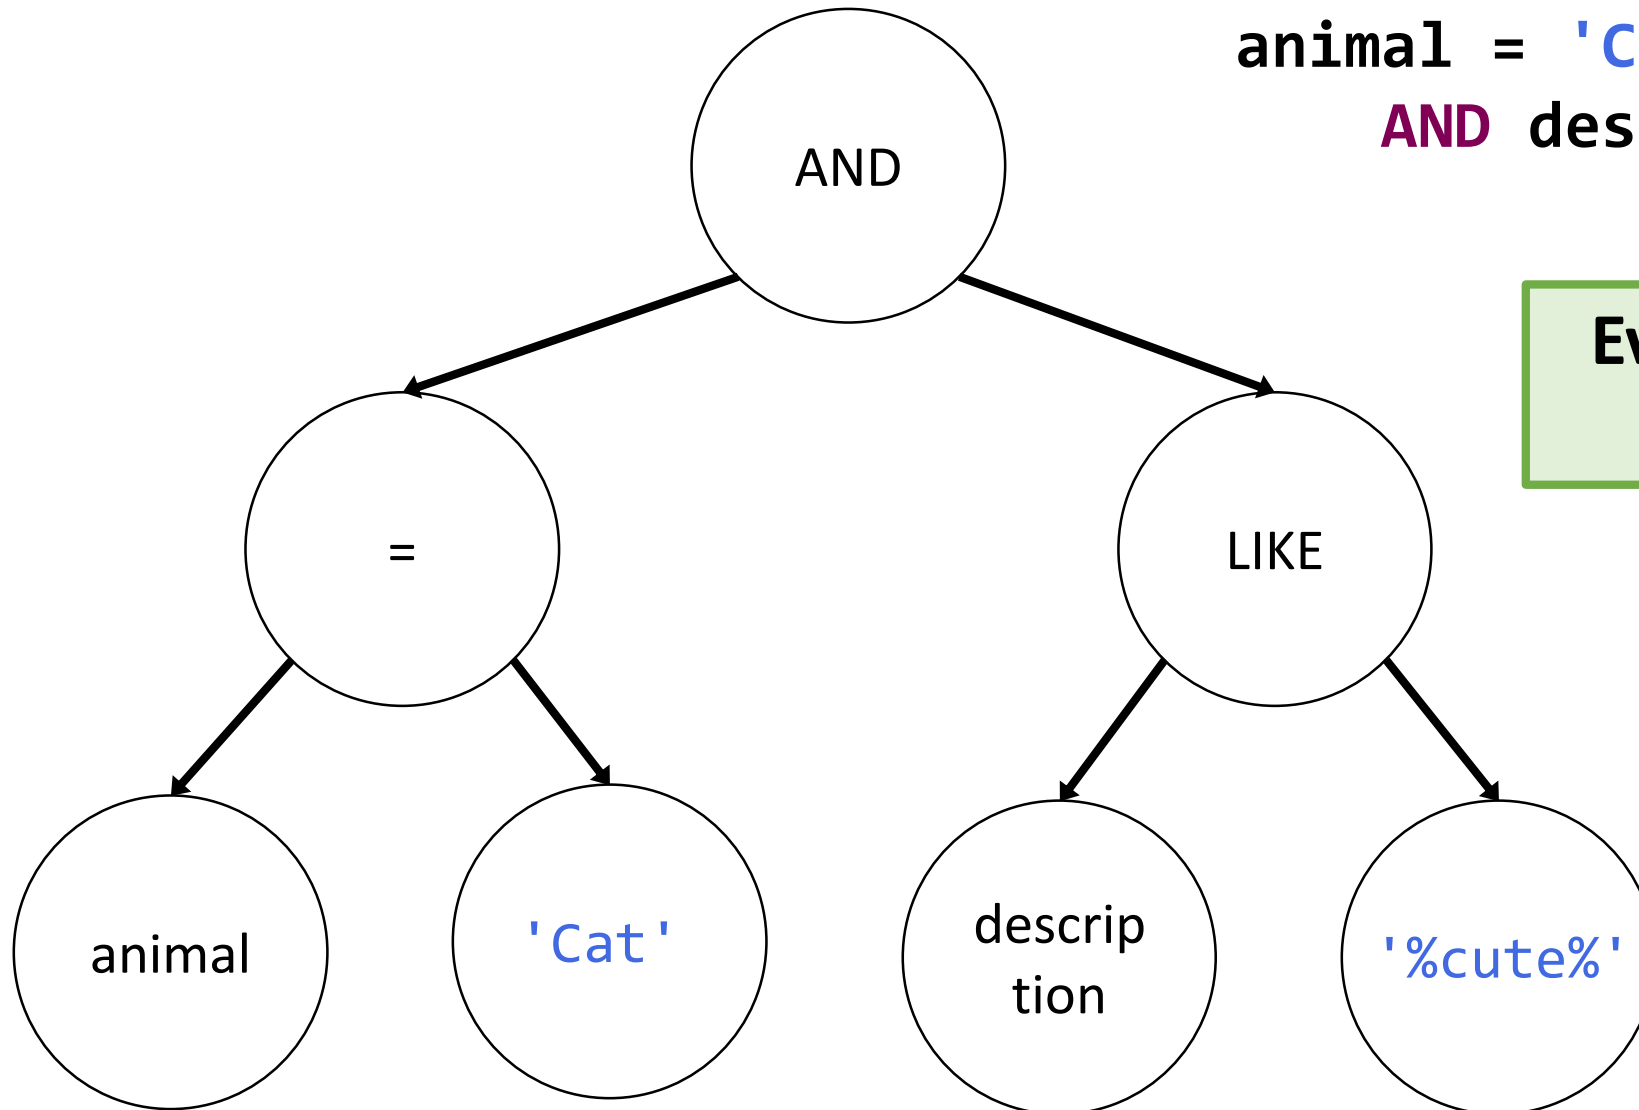 animal = 'C
AND des
AND
Ev
=
LIKE
animal
'Cat'
descrip
tion
'%cute%'